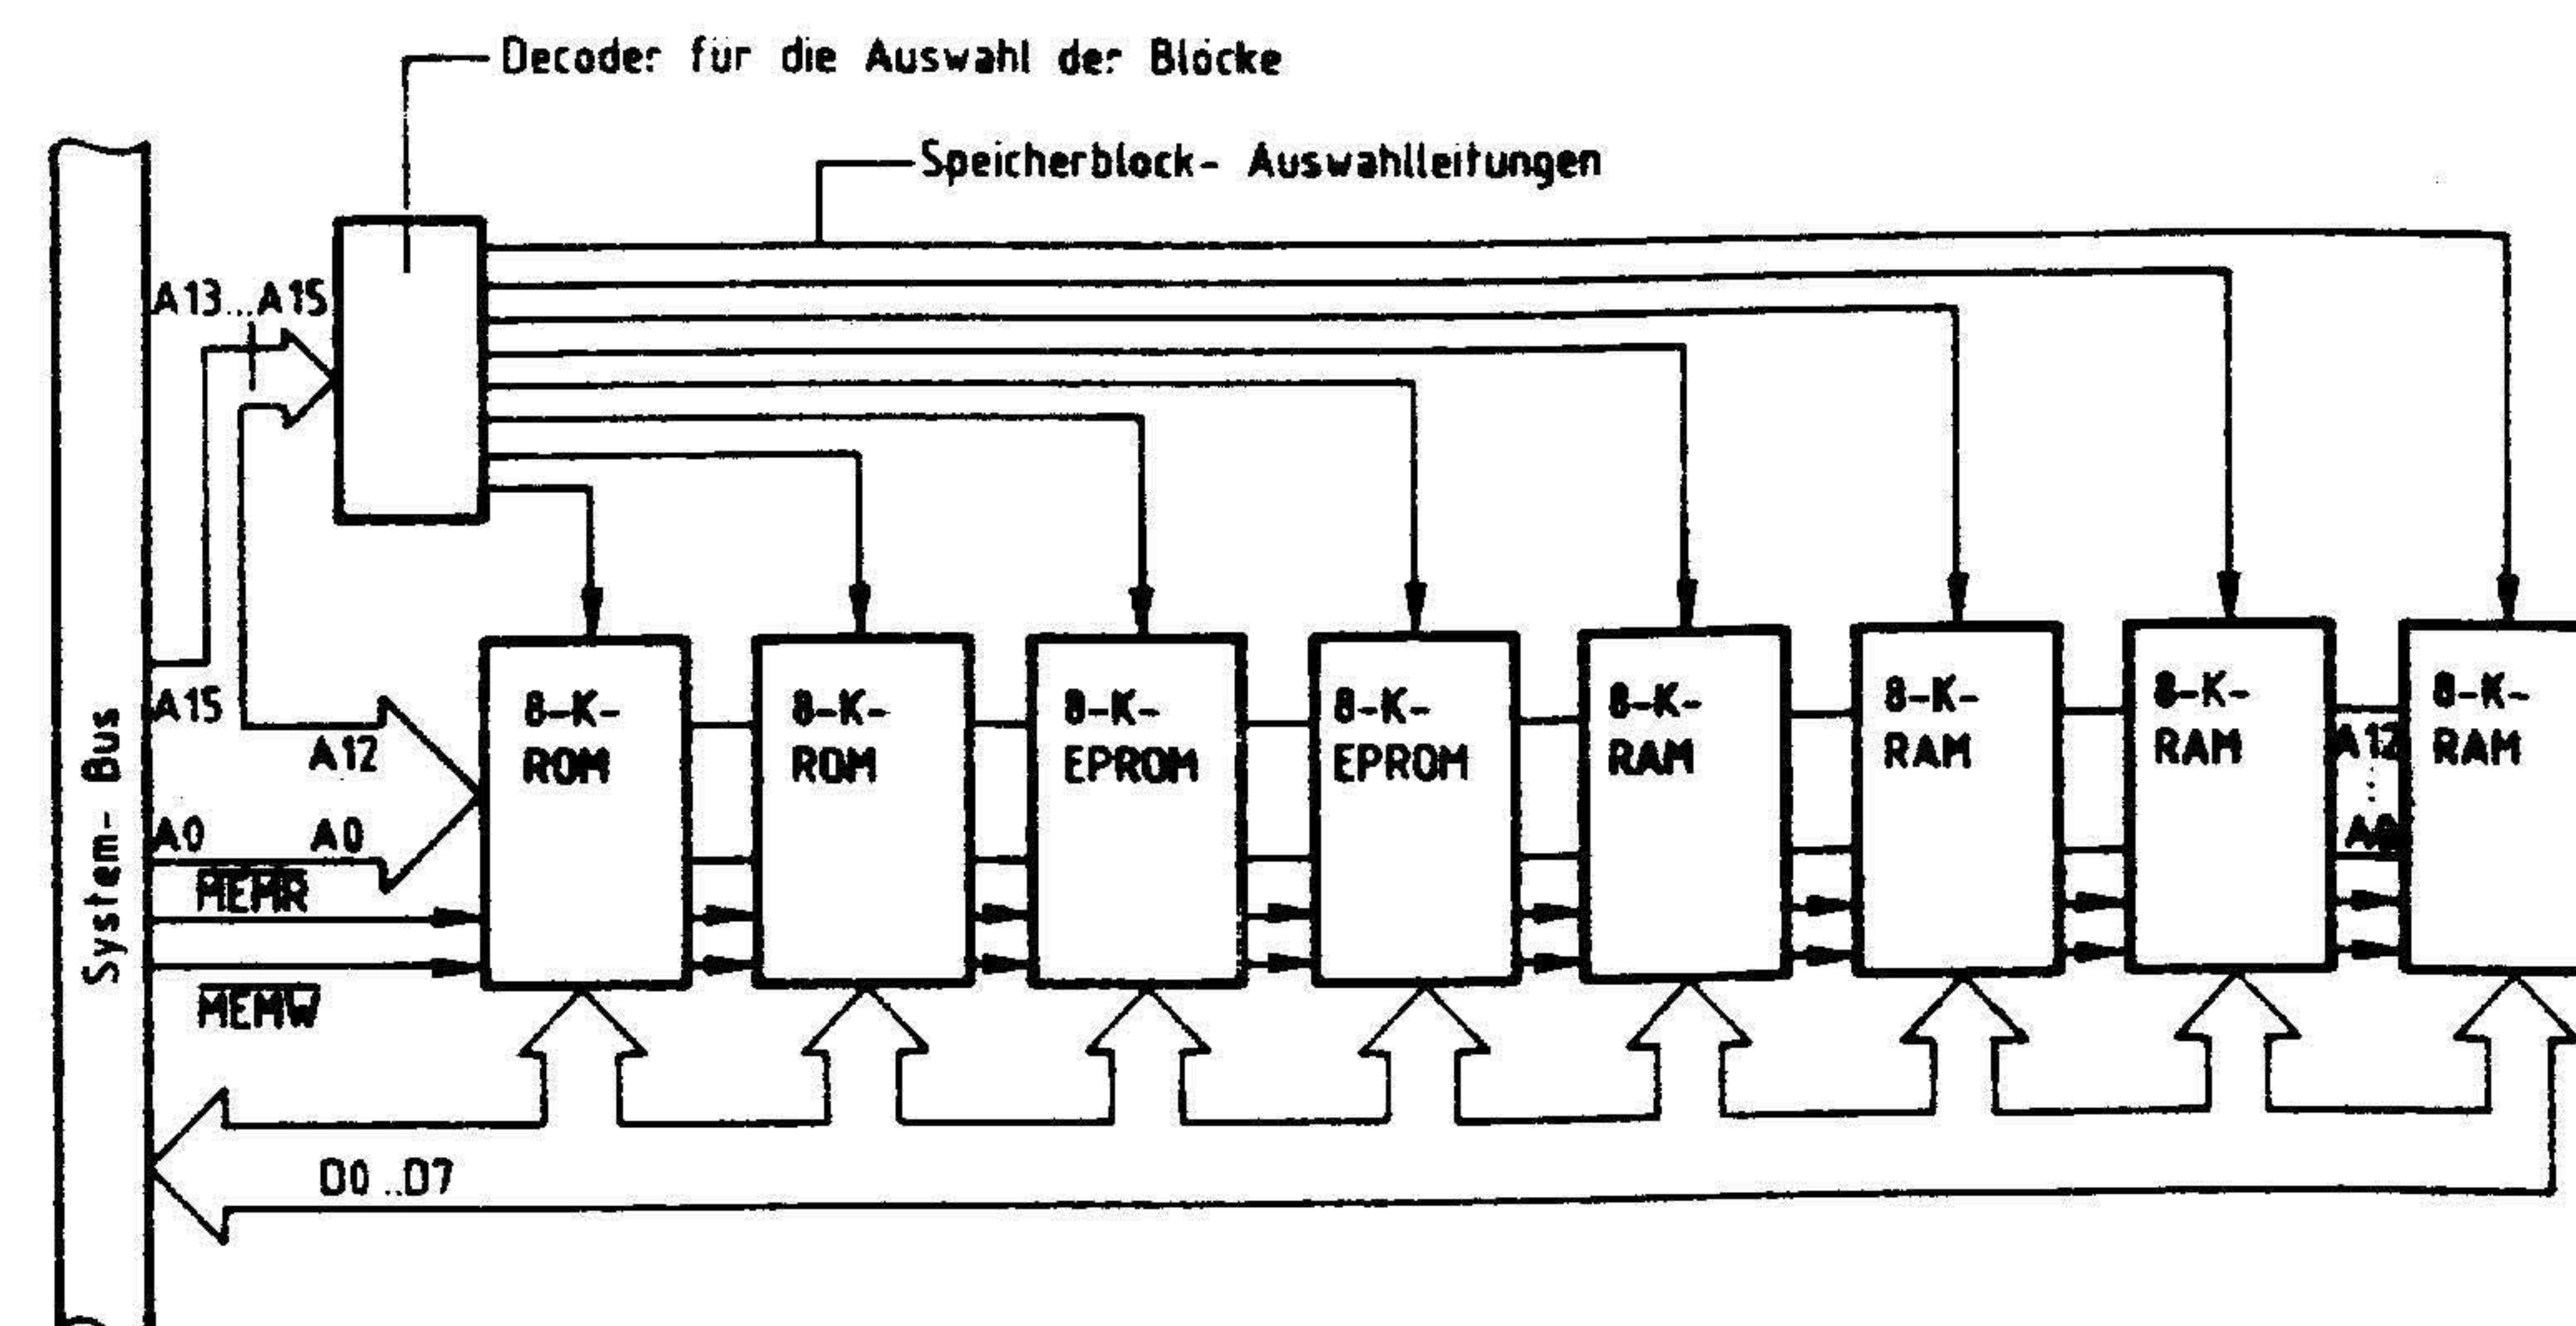 Decoder für die Auswahl der Blöcke
Speicherblock- Auswahlleitungen
A13...A15
A15
A12
A0
A0
MEMR
MEMW
System- Bus
8-K-
ROM
8-K-
ROM
8-K-
EPROM
8-K-
EPROM
8-K-
RAM
8-K-
RAM
8-K-
RAM
A12
...
A0
8-K-
RAM
D0..D7